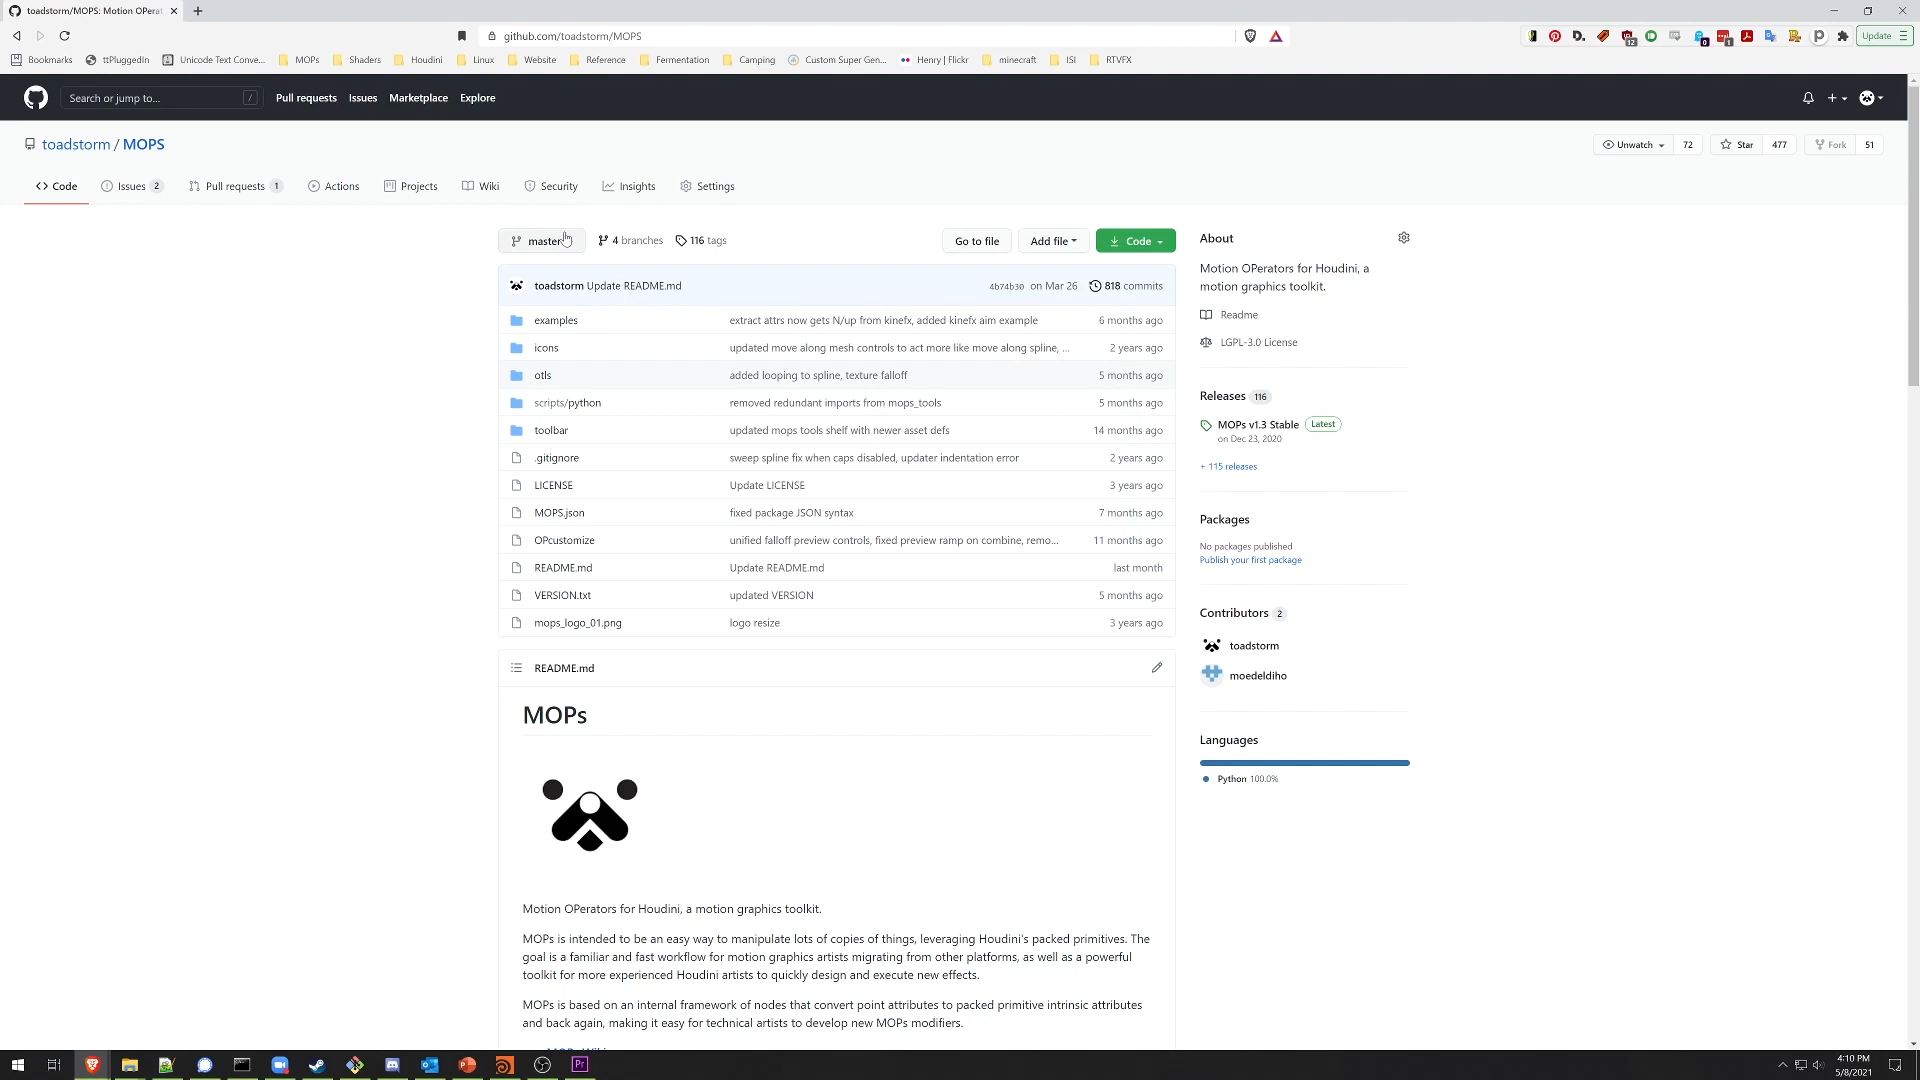 toadstorm/MOPS: Motion OPerat
github.com/toadstorm/MOPS
12
0
1
Update
Bookmarks
ttPluggedIn
Unicode Text Conve...
MOPs
Shaders
Houdini
Linux
Website
Reference
Fermentation
Camping
Custom Super Gen...
Henry | Flickr
minecraft
ISI
RTVFX
Search or jump to...
/
Pull requests
Issues
Marketplace
Explore
toadstorm / MOPS
Unwatch
72
Star
477
Fork
51
Code
Issues 2
Pull requests 1
Actions
Projects
Wiki
Security
Insights
Settings
master
4 branches
116 tags
Go to file
Add file
Code
toadstorm Update README.md
4b74b30 on Mar 26
818 commits
examples
extract attrs now gets N/up from kinefx, added kinefx aim example
6 months ago
icons
updated move along mesh controls to act more like move along spline, ...
2 years ago
otls
added looping to spline, texture falloff
5 months ago
scripts/python
removed redundant imports from mops_tools
5 months ago
toolbar
updated mops tools shelf with newer asset defs
14 months ago
.gitignore
sweep spline fix when caps disabled, updater indentation error
2 years ago
LICENSE
Update LICENSE
3 years ago
MOPS.json
fixed package JSON syntax
7 months ago
OPcustomize
unified falloff preview controls, fixed preview ramp on combine, remo...
11 months ago
README.md
Update README.md
last month
VERSION.txt
updated VERSION
5 months ago
mops_logo_01.png
logo resize
3 years ago
README.md
MOPs
Motion OPerators for Houdini, a motion graphics toolkit.
MOPs is intended to be an easy way to manipulate lots of copies of things, leveraging Houdini's packed primitives. The
goal is a familiar and fast workflow for motion graphics artists migrating from other platforms, as well as a powerful
toolkit for more experienced Houdini artists to quickly design and execute new effects.
MOPs is based on an internal framework of nodes that convert point attributes to packed primitive intrinsic attributes
and back again, making it easy for technical artists to develop new MOPs modifiers.
About
Motion OPerators for Houdini, a
motion graphics toolkit.
Readme
LGPL-3.0 License
Releases 116
MOPs v1.3 Stable Latest
on Dec 23, 2020
+ 115 releases
Packages
No packages published
Publish your first package
Contributors 2
toadstorm
moedeldiho
Languages
Python 100.0%
Pr
4:10 PM
5/8/2021